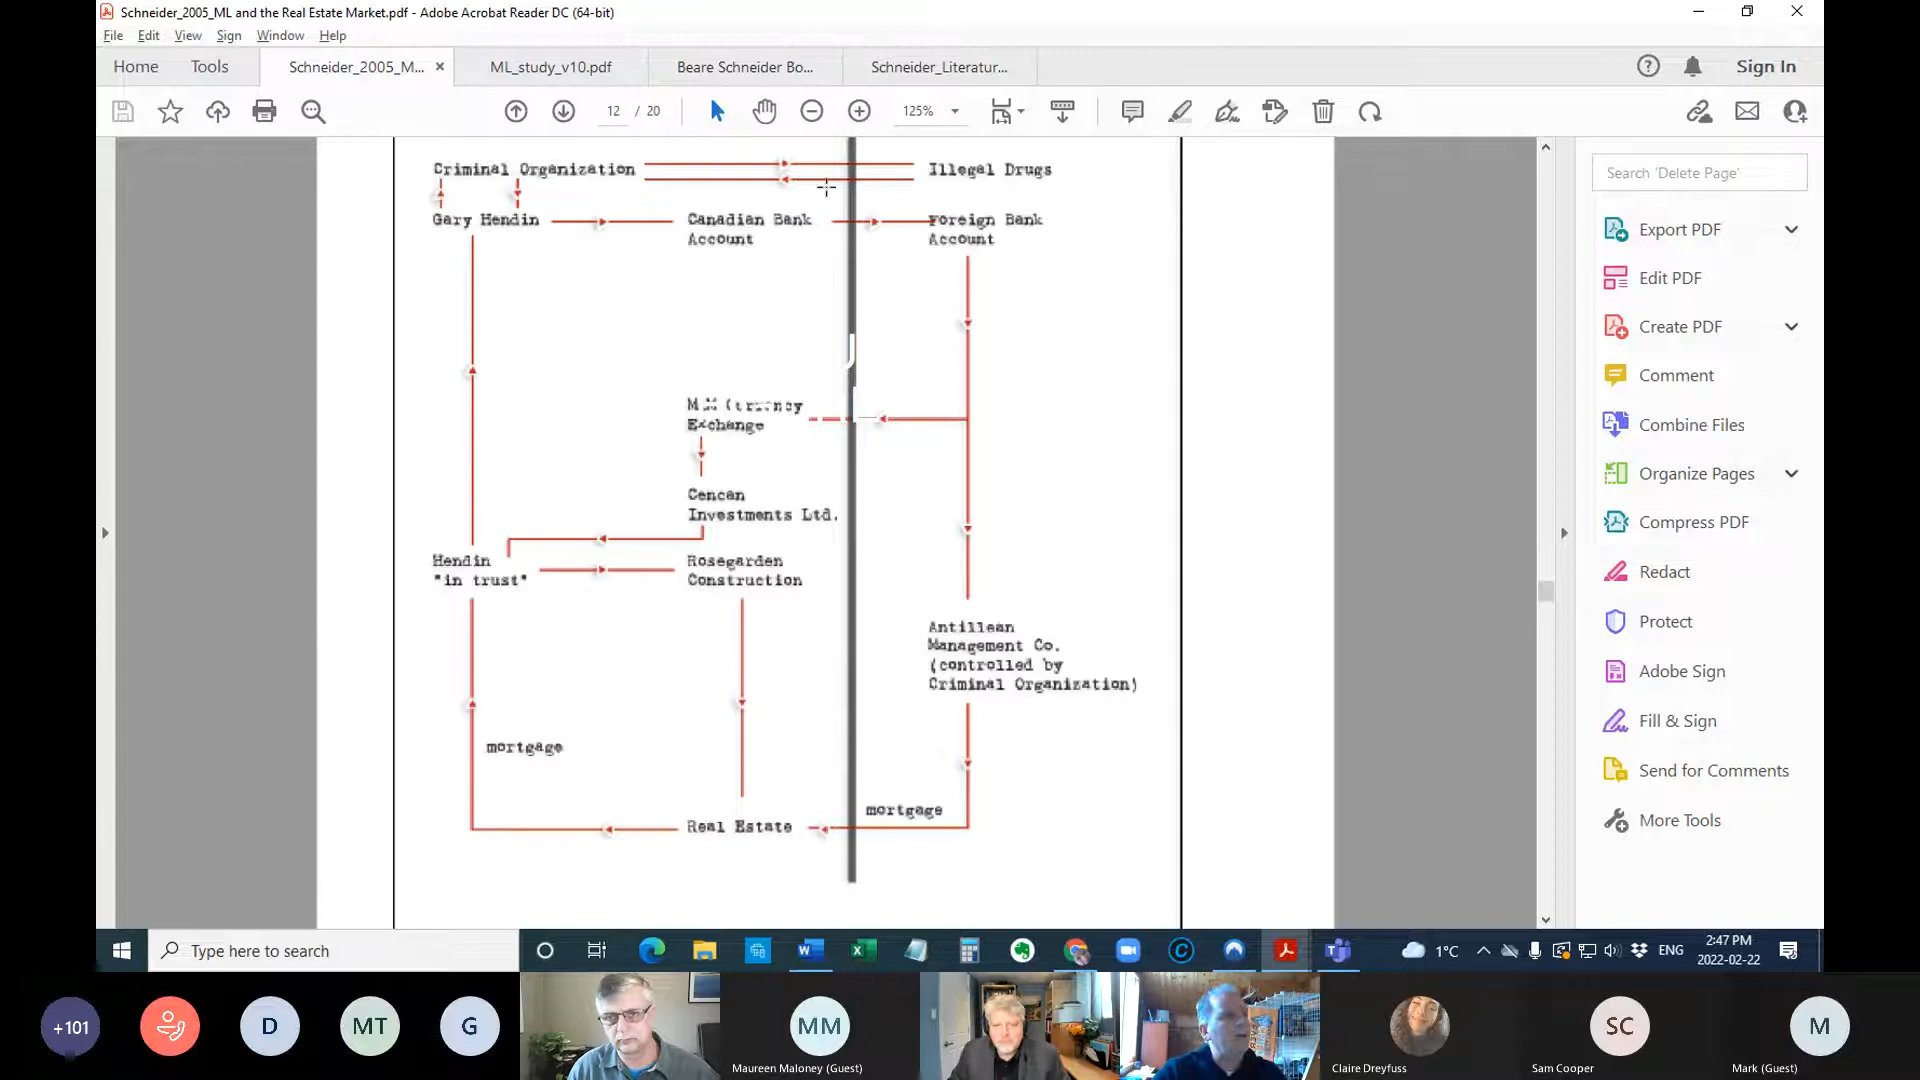 Schneider_2005_ML and the Real Estate Market.pdf - Adobe Acrobat Reader DC (64-bit)
File Edit View Sign Window Help
Home Tools Schneider_2005_M... × ML_study_v10.pdf Beare Schneider Bo... Schneider_Literatur... Sign In
12 / 20 125%
Search 'Delete Page'
Criminal Organization Illegal Drugs
Gary Hendin Canadian Bank Foreign Bank
Account Account
Exchange
Cencan
Investments Ltd.
Hendin Rosegarden
"in trust" Construction
Antillean
Management Co.
(controlled by
Criminal Organization)
mortgage
mortgage
Real Estate
Export PDF
Edit PDF
Create PDF
Comment
Combine Files
Organize Pages
Redact
Compress PDF
Protect
Adobe Sign
Fill & Sign
Send for Comments
More Tools
Type here to search
1°C ENG 2:47 PM
2022-02-22
+101 D MT G MM SC M
Maureen Maloney (Guest) Claire Dreyfuss Sam Cooper Mark (Guest)